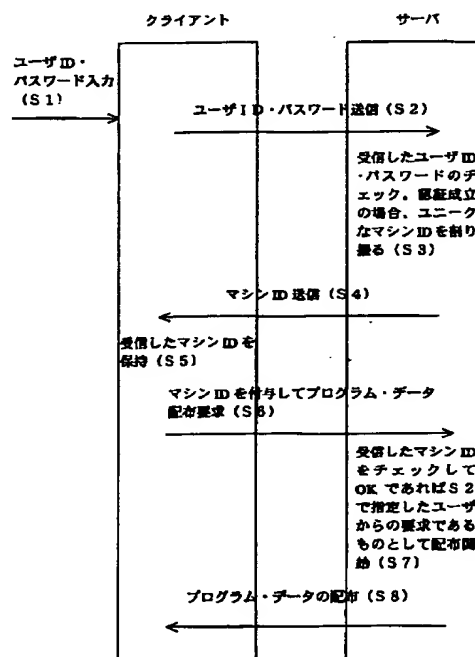 クライアント
サーバ
ユーザID・
パスワード入力
(S1)
ユーザID・パスワード送信(S2)
受信したユーザID
・パスワードのチ
ェック。認証成立
の場合、ユニーク
なマシンIDを割り
振る(S3)
マシンID送信(S4)
受信したマシンIDを
保持(S5)
マシンIDを付与してプログラム・データ
配布要求(S6)
受信したマシンID
をチェックして
OKであればS2
で指定したユーザ
からの要求である
ものとして配布開
始(S7)
プログラム・データの配布(S8)